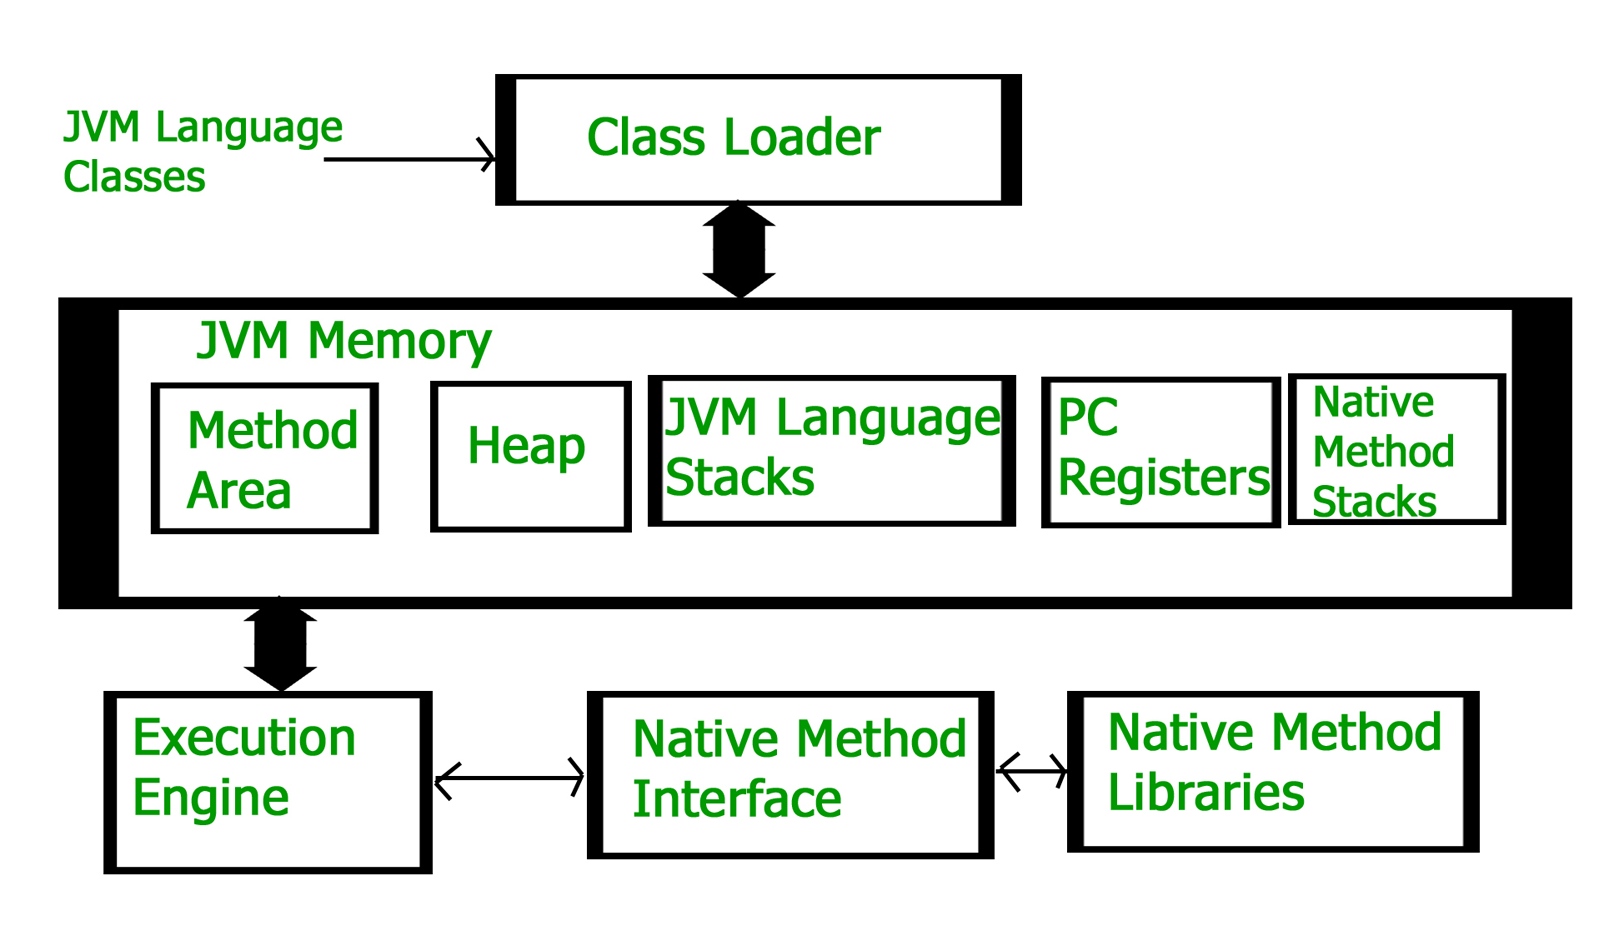 JVM Language
Classes
Class Loader
JVM Memory
Method
Area
Heap
JVM Language
Stacks
PC
Registers
Native
Method
Stacks
Execution
Engine
Native Method
Interface
Native Method
Libraries